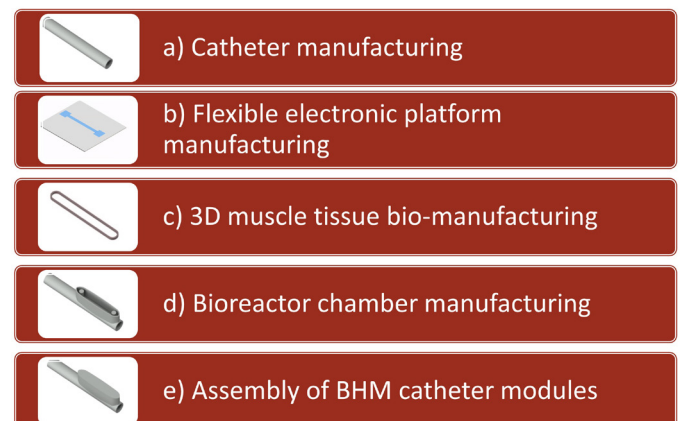 a) Catheter manufacturing
b) Flexible electronic platform
manufacturing
c) 3D muscle tissue bio-manufacturing
d) Bioreactor chamber manufacturing
e) Assembly of BHM catheter modules